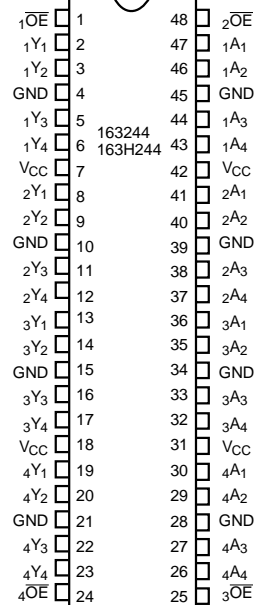 1OE 1 48 2OE
1Y1 2 47 1A1
1Y2 3 46 1A2
GND 4 45 GND
1Y3 5 44 1A3
163244
1Y4 6 43 1A4
163H244
VCC 7 42 VCC
2Y1 8 41 2A1
2Y2 9 40 2A2
GND 10 39 GND
2Y3 11 38 2A3
2Y4 12 37 2A4
3Y1 13 36 3A1
3Y2 14 35 3A2
GND 15 34 GND
3Y3 16 33 3A3
3Y4 17 32 3A4
VCC 18 31 VCC
4Y1 19 30 4A1
4Y2 20 29 4A2
GND 21 28 GND
4Y3 22 27 4A3
4Y4 23 26 4A4
4OE 24 25 3OE